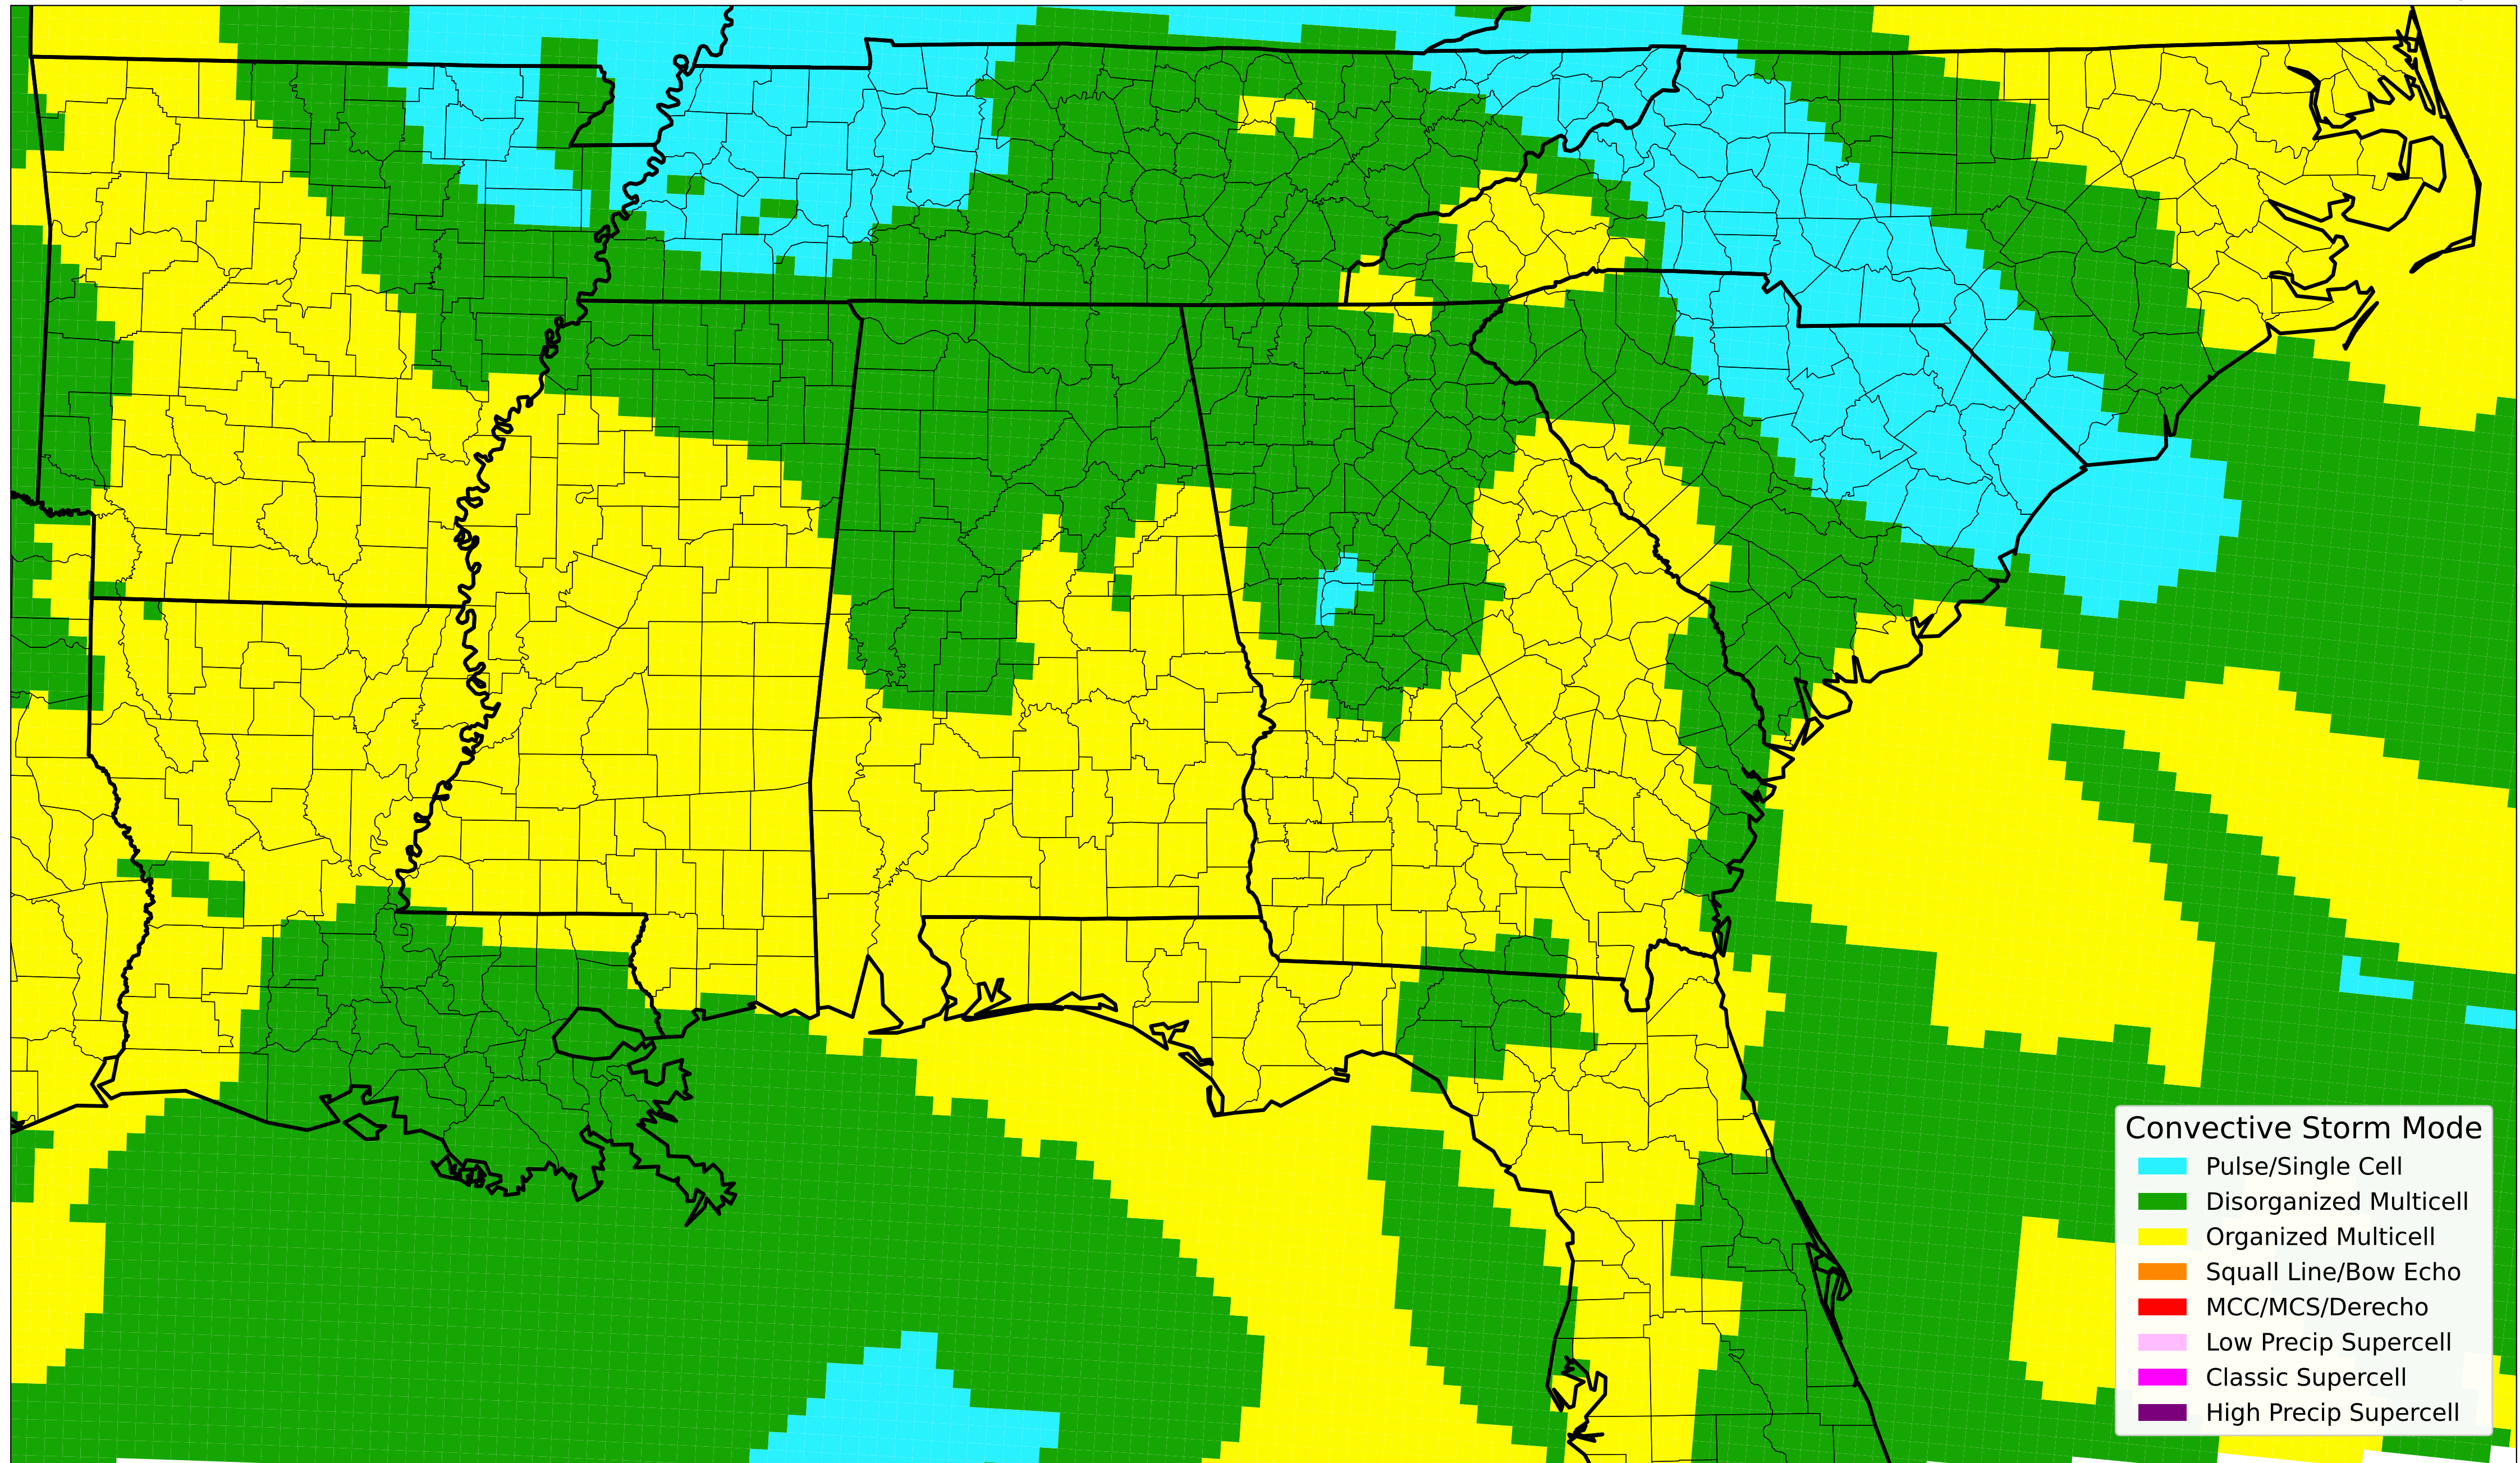 Convective Storm Mode
Pulse/Single Cell
Disorganized Multicell
Organized Multicell
Squall Line/Bow Echo
MCC/MCS/Derecho
Low Precip Supercell
Classic Supercell
High Precip Supercell